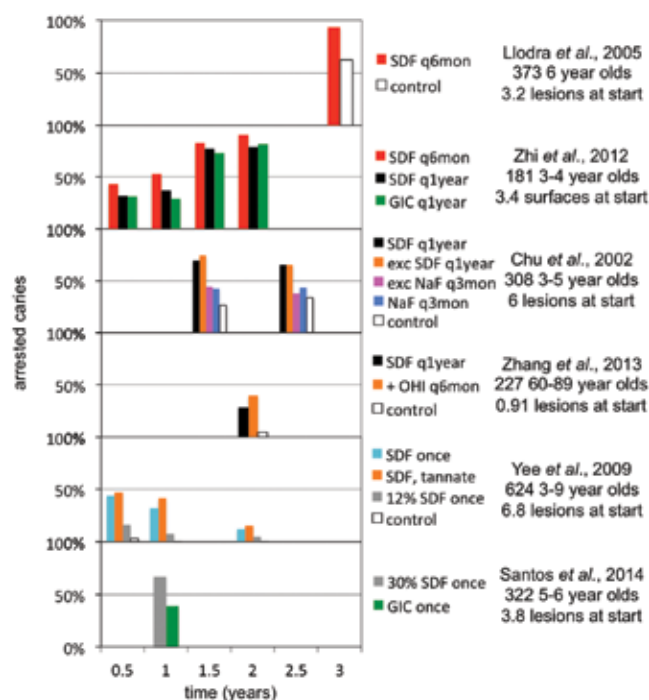 arrested caries
100%
50%
100%
SDF q6mon
control
Llodra et al., 2005
373 6 year olds
3.2 lesions at start
50%
100%
SDF q6mon
SDF q1year
GIC q1year
Zhi et al., 2012
181 3-4 year olds
3.4 surfaces at start
50%
100%
SDF q1year
exc SDF q1year
exc NaF q3mon
NaF q3mon
control
Chu et al., 2002
308 3-5 year olds
6 lesions at start
50%
100%
SDF q1year
+ OHI q6mon
control
Zhang et al., 2013
227 60-89 year olds
0.91 lesions at start
50%
100%
SDF once
SDF, tannate
12% SDF once
control
Yee et al., 2009
624 3-9 year olds
6.8 lesions at start
50%
0%
30% SDF once
GIC once
Santos et al., 2014
322 5-6 year olds
3.8 lesions at start
0.5 1 1.5 2 2.5 3
time (years)